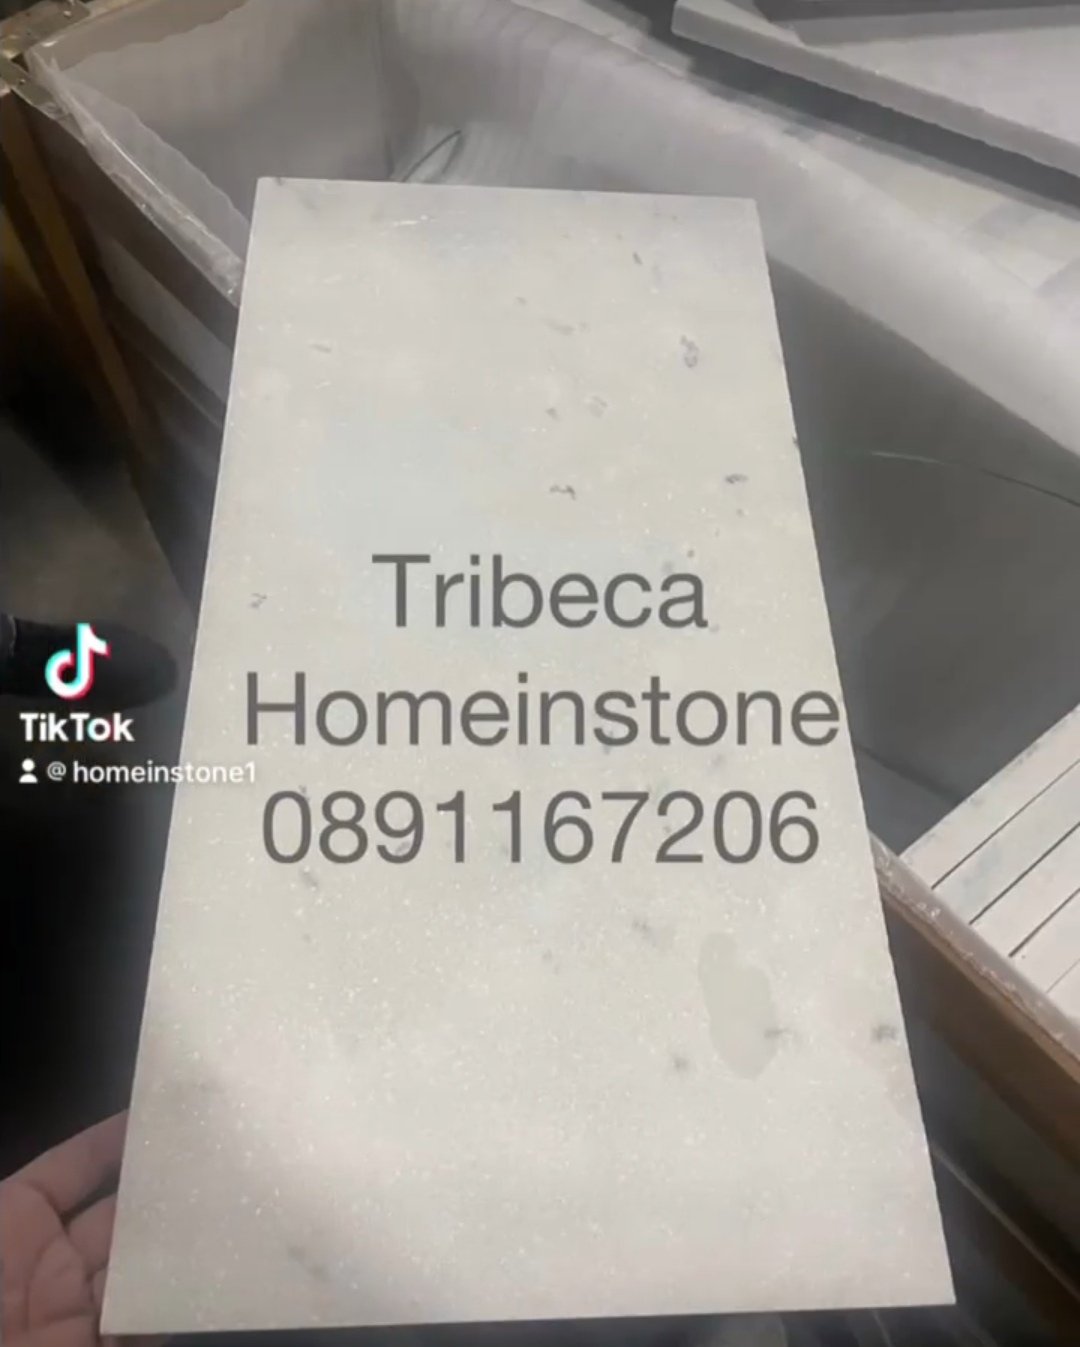 Tribeca
Homeinstone
0891167206
TikTok
@homeinstone1